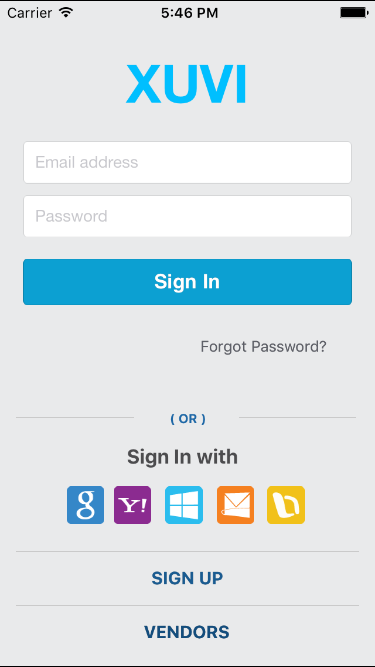 Carrier 5:46 PM
XUVI
Email address
Password
Sign In
Forgot Password?
( OR )
Sign In with
g Y!
SIGN UP
VENDORS